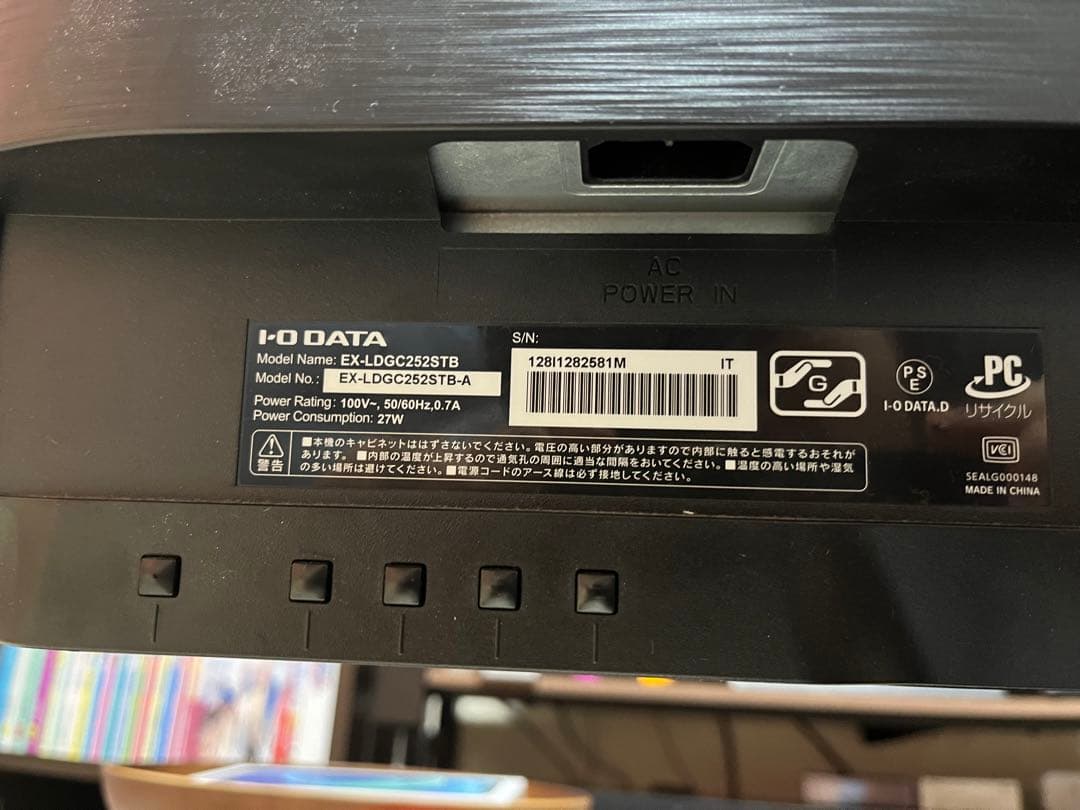 AC
POWER IN
I-O DATA
Model Name: EX-LDGC252STB
Model No.: EX-LDGC252STB-A
Power Rating: 100V~, 50/60Hz,0.7A
Power Consumption: 27W
S/N:
128I1282581M IT
G
PS
E
I-O DATA.D
PC
リサイクル
警告
■本機のキャビネットははずさないでください。電圧の高い部分がありますので内部に触ると感電するおそれが
あります。 ■内部の温度が上昇するので通気孔の周囲に適当な間隔をおいてください。 ■温度の高い場所や湿気
の多い場所は避けてください。 ■電源コードのアース線は必ず接地してください。
VCI
SEALG000148
MADE IN CHINA